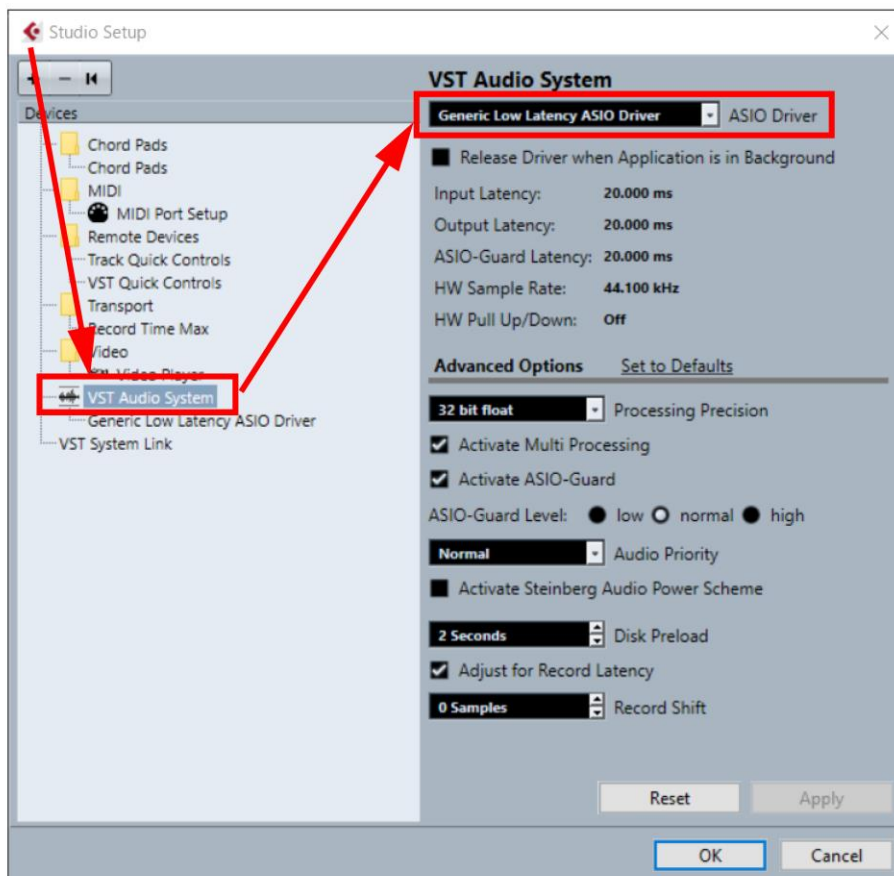 Studio Setup
Devices
Chord Pads
Chord Pads
MIDI
MIDI Port Setup
Remote Devices
Track Quick Controls
VST Quick Controls
Transport
Record Time Max
Video
Video Player
VST Audio System
Generic Low Latency ASIO Driver
VST System Link
VST Audio System
Generic Low Latency ASIO Driver ASIO Driver
Release Driver when Application is in Background
Input Latency: 20.000 ms
Output Latency: 20.000 ms
ASIO-Guard Latency: 20.000 ms
HW Sample Rate: 44.100 kHz
HW Pull Up/Down: Off
Advanced Options Set to Defaults
32 bit float Processing Precision
Activate Multi Processing
Activate ASIO-Guard
ASIO-Guard Level: low normal high
Normal Audio Priority
Activate Steinberg Audio Power Scheme
2 Seconds Disk Preload
Adjust for Record Latency
0 Samples Record Shift
Reset Apply
OK Cancel